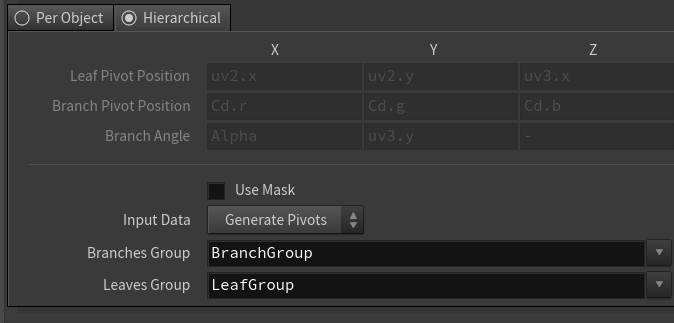 Per Object Hierarchical
X Y Z
Leaf Pivot Position uv2.x uv2.y uv3.x
Branch Pivot Position Cd.r Cd.g Cd.b
Branch Angle Alpha uv3.y -
Use Mask
Input Data Generate Pivots
Branches Group BranchGroup
Leaves Group LeafGroup